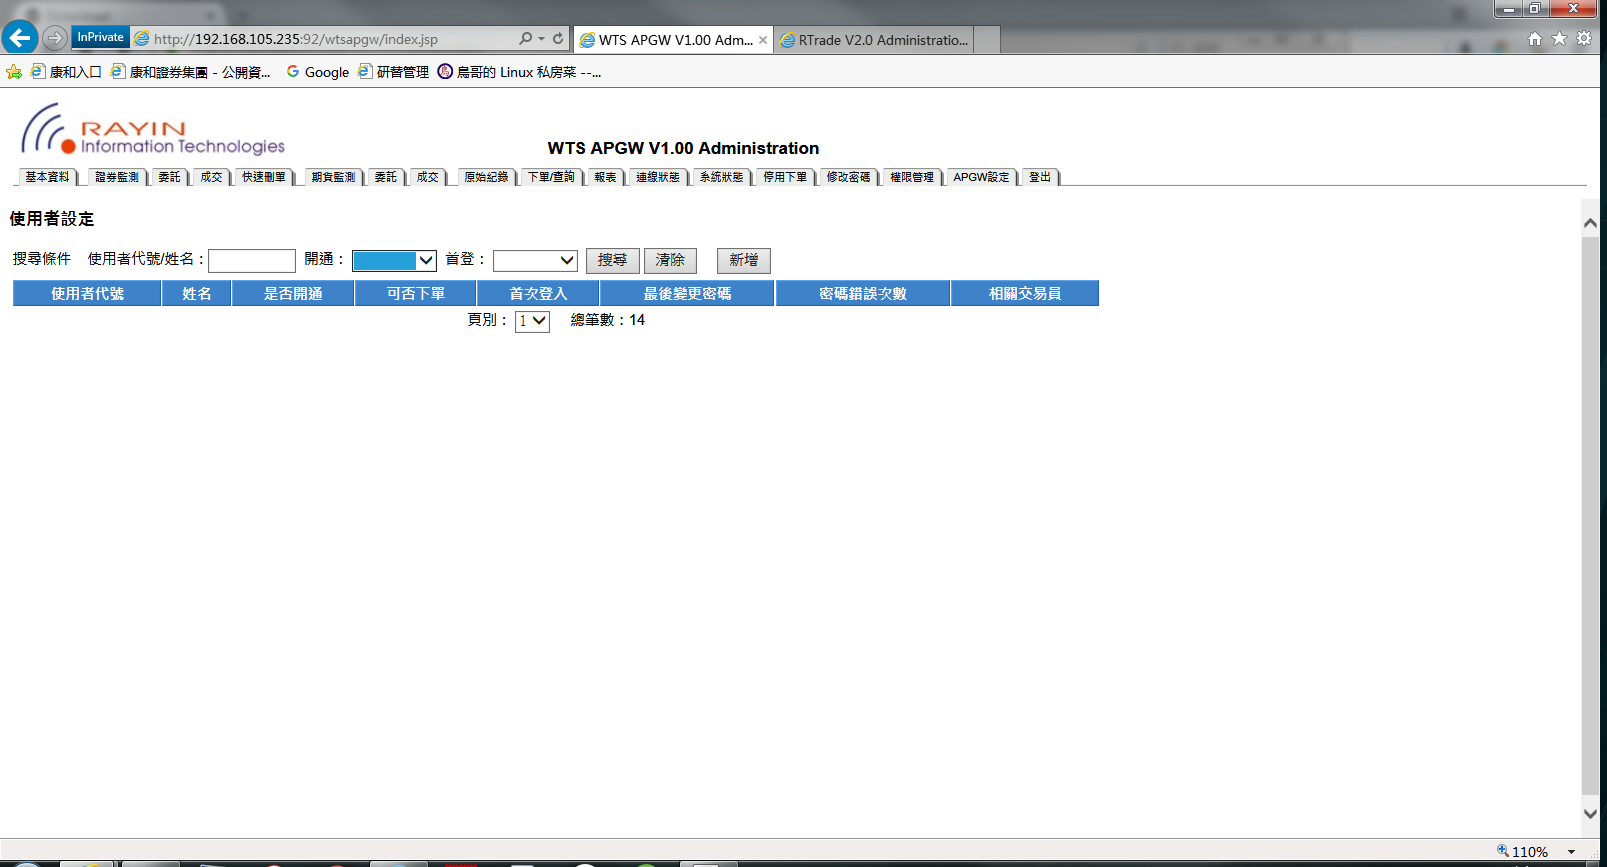 InPrivate http://192.168.105.235:92/wtsapgw/index.jsp WTS APGW V1.00 Adm... RTrade V2.0 Administratio...
康和入口 康和證券集團 - 公開資... Google 研替管理 鳥哥的 Linux 私房菜 --...
RAYIN
Information Technologies
WTS APGW V1.00 Administration
基本資料 證券監測 委託 成交 快速刪單 期貨監測 委託 成交 原始紀錄 下單/查詢 報表 連線狀態 系統狀態 停用下單 修改密碼 權限管理 APGW設定 登出
使用者設定
搜尋條件 使用者代號/姓名: 開通: 首登: 搜尋 清除 新增
使用者代號 姓名 是否開通 可否下單 首次登入 最後變更密碼 密碼錯誤次數 相關交易員
頁別: 1 總筆數:14
110%